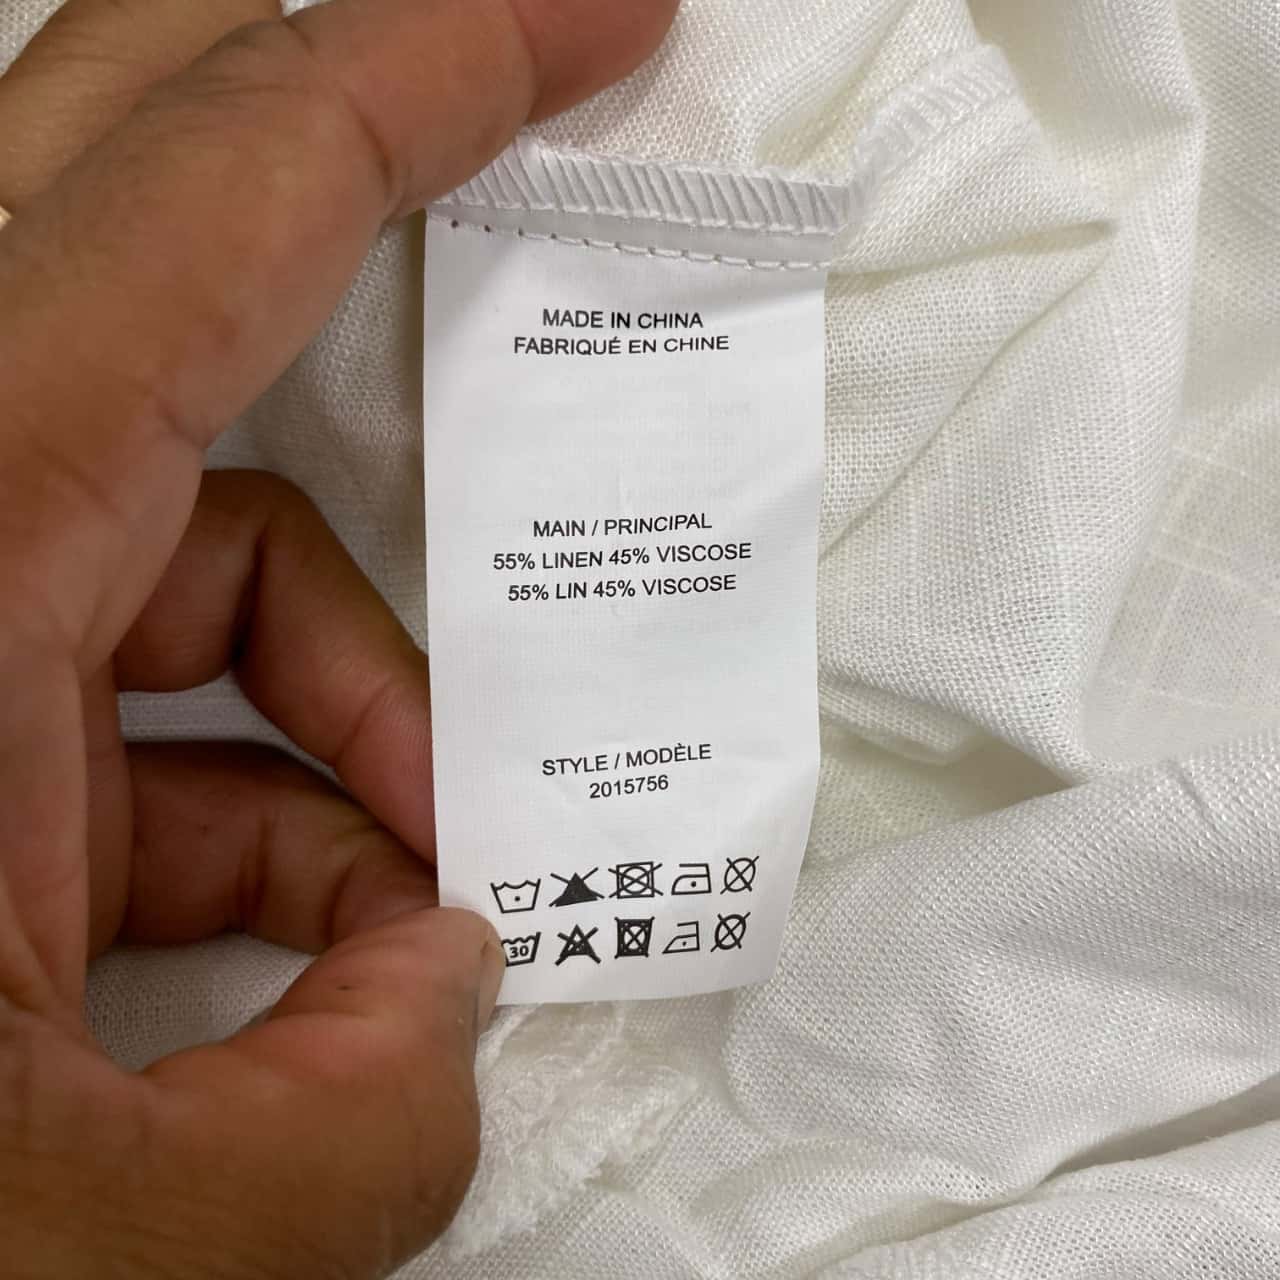 MADE IN CHINA
FABRIQUÉ EN CHINE
MAIN / PRINCIPAL
55% LINEN 45% VISCOSE
55% LIN 45% VISCOSE
STYLE / MODÈLE
2015756
30